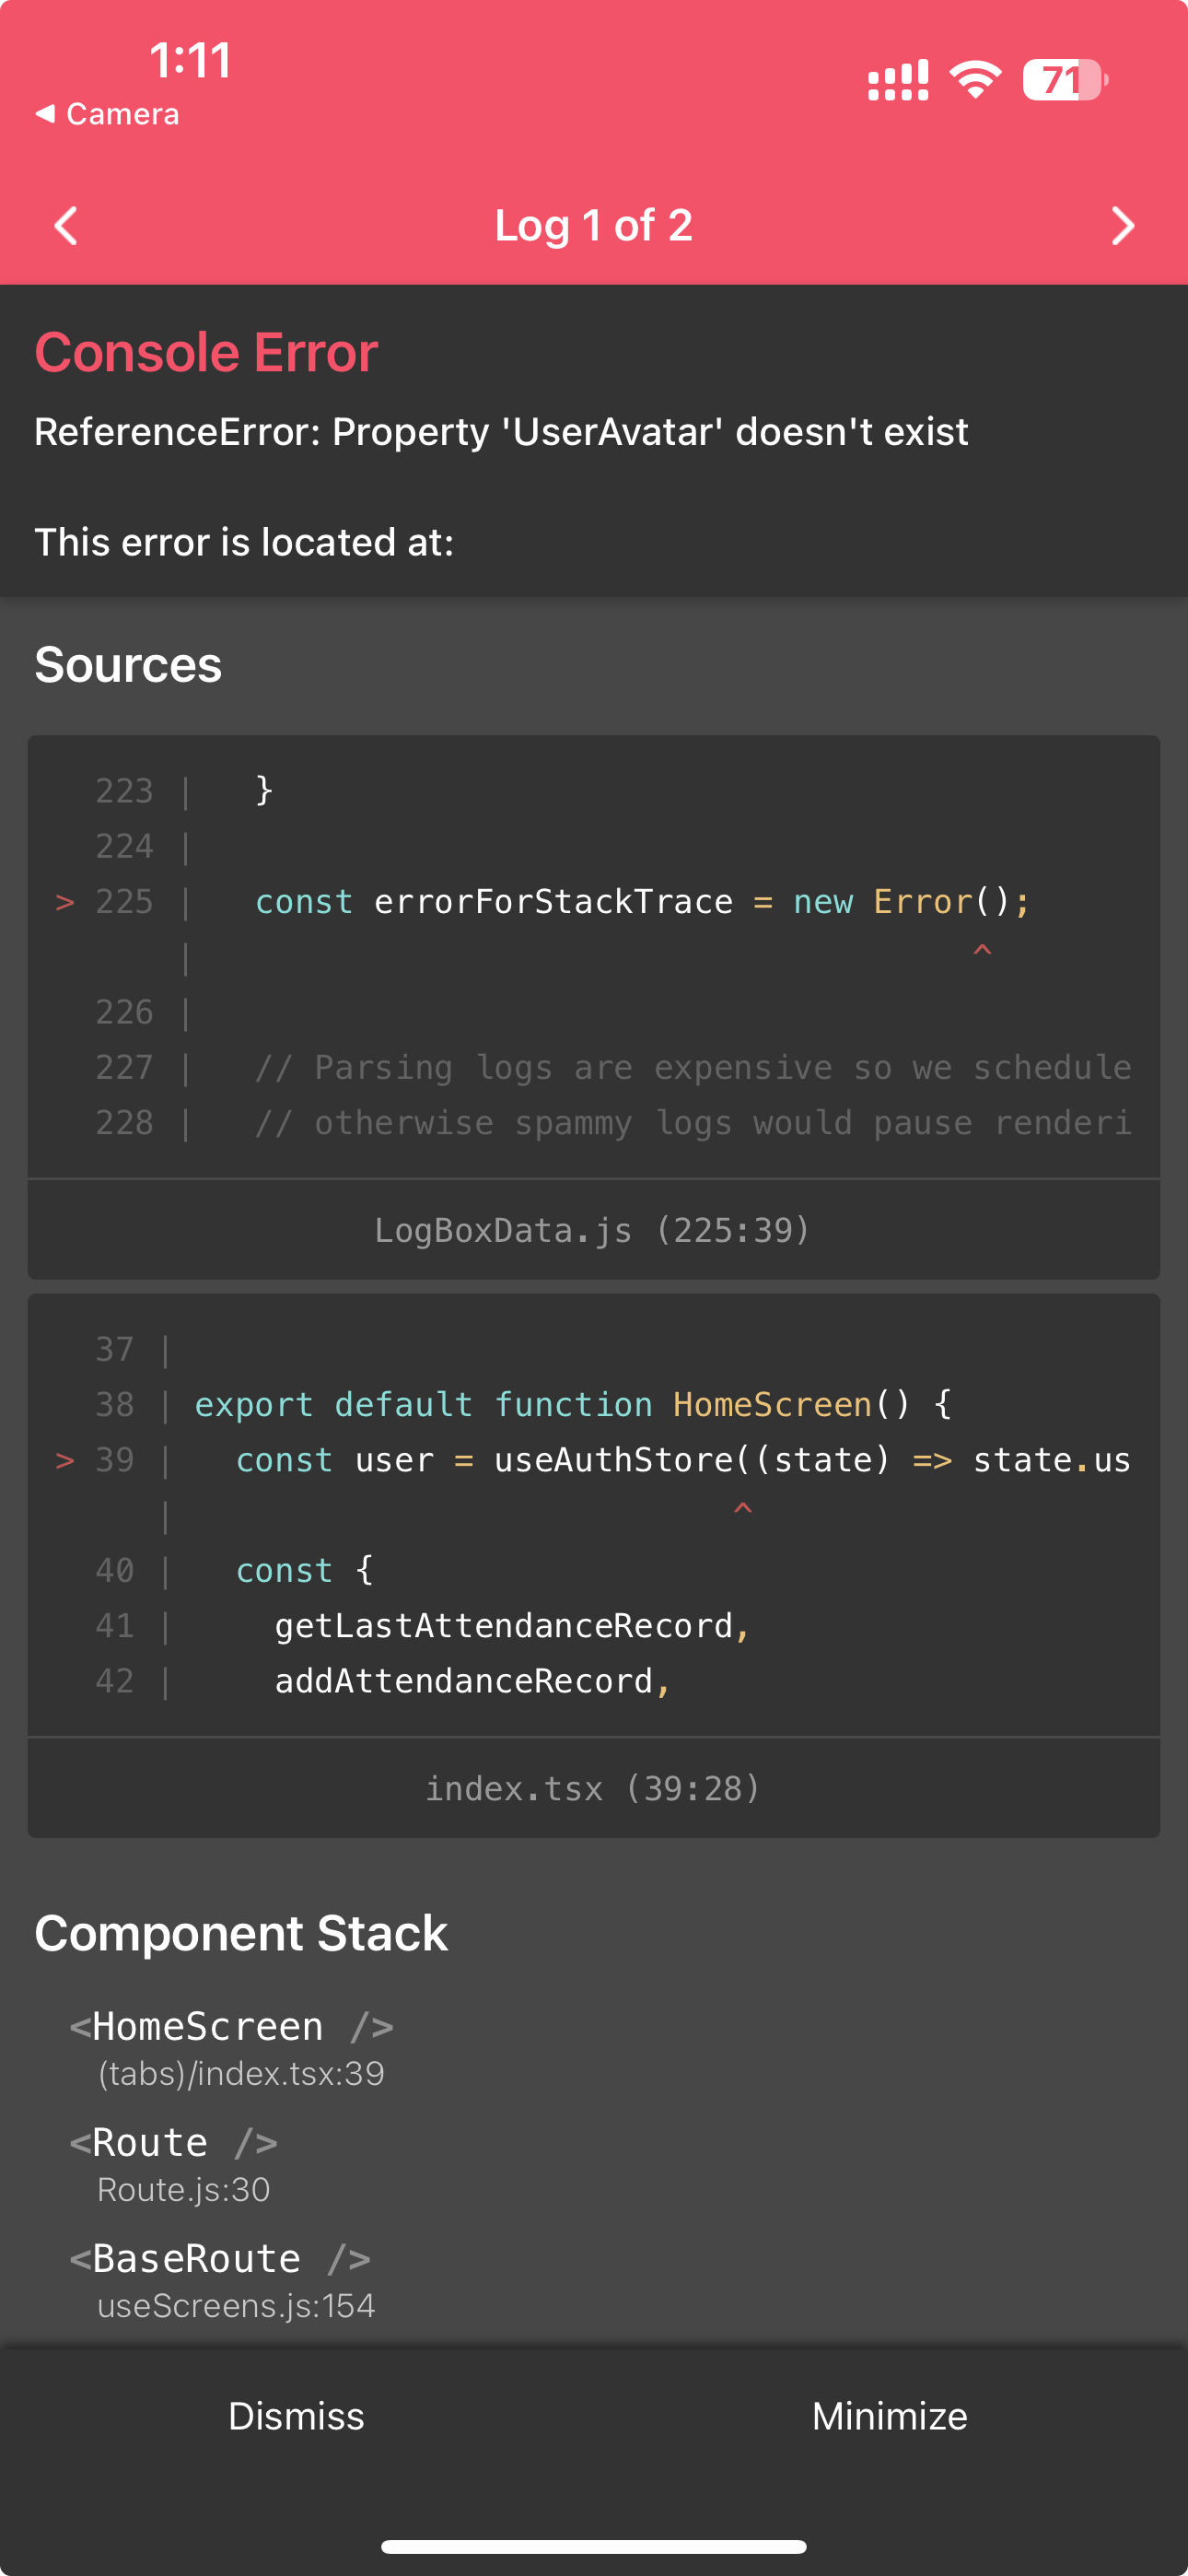 1:11
◀ Camera
71
Log 1 of 2
Console Error
ReferenceError: Property 'UserAvatar' doesn't exist
This error is located at:
Sources
223 |   }
224 |
> 225 |   const errorForStackTrace = new Error();
|                                       ^
226 |
227 |   // Parsing logs are expensive so we schedule
228 |   // otherwise spammy logs would pause renderi
LogBoxData.js (225:39)
37 |
38 | export default function HomeScreen() {
> 39 |   const user = useAuthStore((state) => state.us
|                            ^
40 |   const {
41 |     getLastAttendanceRecord,
42 |     addAttendanceRecord,
index.tsx (39:28)
Component Stack
<HomeScreen />
(tabs)/index.tsx:39
<Route />
Route.js:30
<BaseRoute />
useScreens.js:154
Dismiss
Minimize